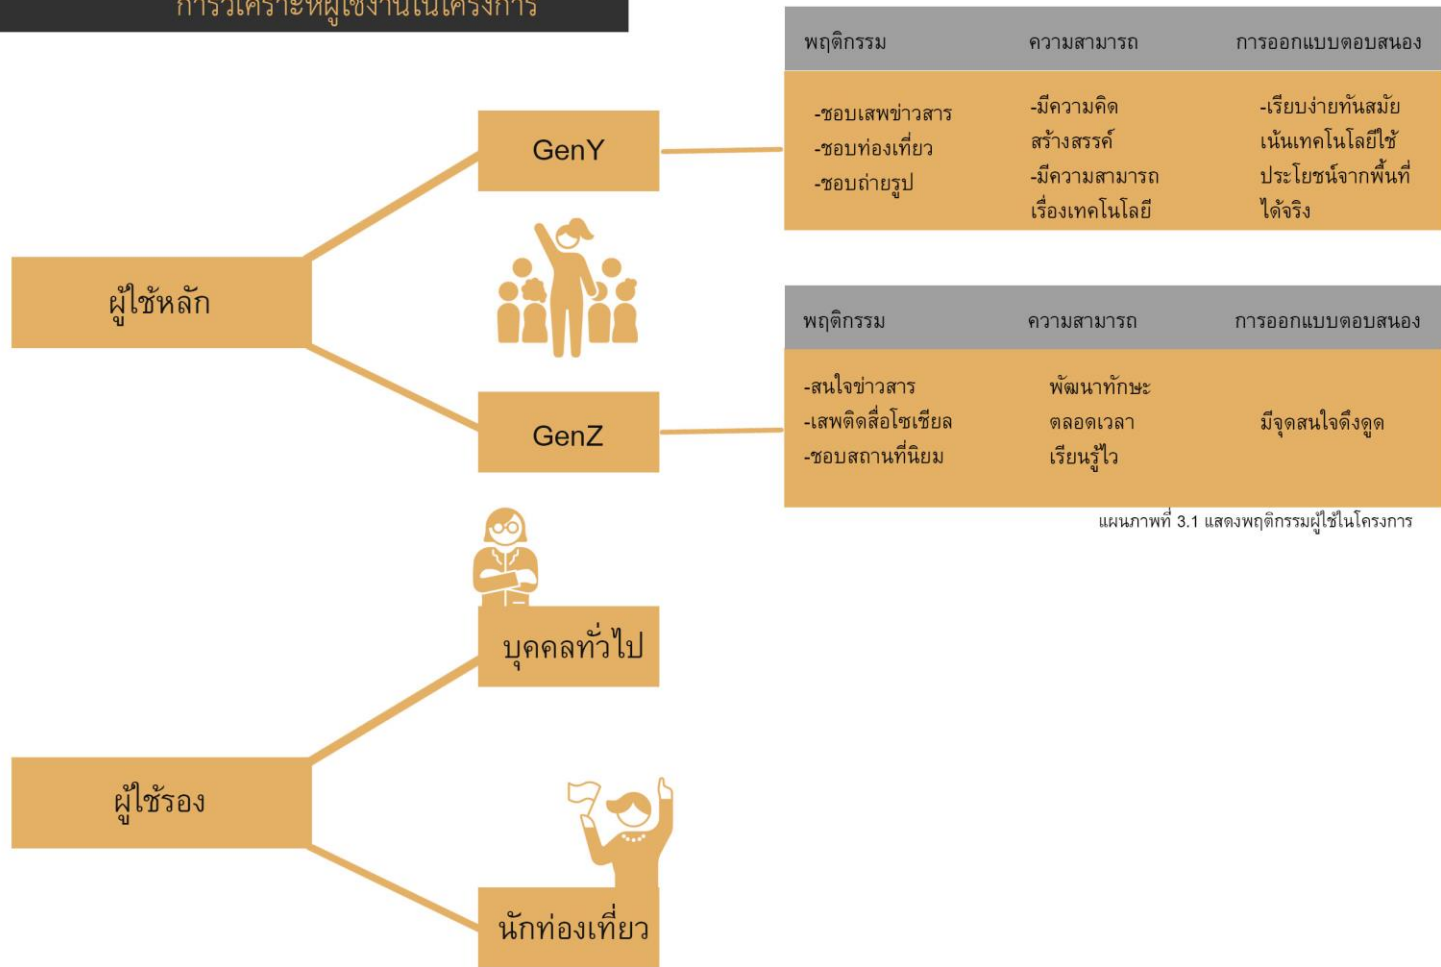 การวิเคราะห์ผู้ใช้งานในโครงการ
ผู้ใช้หลัก
GenY
พฤติกรรม ความสามารถ การออกแบบตอบสนอง
-ชอบเสพข่าวสาร
-ชอบท่องเที่ยว
-ชอบถ่ายรูป
-มีความคิด
สร้างสรรค์
-มีความสามารถ
เรื่องเทคโนโลยี
-เรียบง่ายทันสมัย
เน้นเทคโนโลยีใช้
ประโยชน์จากพื้นที่
ได้จริง
GenZ
พฤติกรรม ความสามารถ การออกแบบตอบสนอง
-สนใจข่าวสาร
-เสพติดสื่อโซเชียล
-ชอบสถานที่นิยม
พัฒนาทักษะ
ตลอดเวลา
เรียนรู้ไว
มีจุดสนใจดึงดูด
แผนภาพที่ 3.1 แสดงพฤติกรรมผู้ใช้ในโครงการ
ผู้ใช้รอง
บุคคลทั่วไป
นักท่องเที่ยว